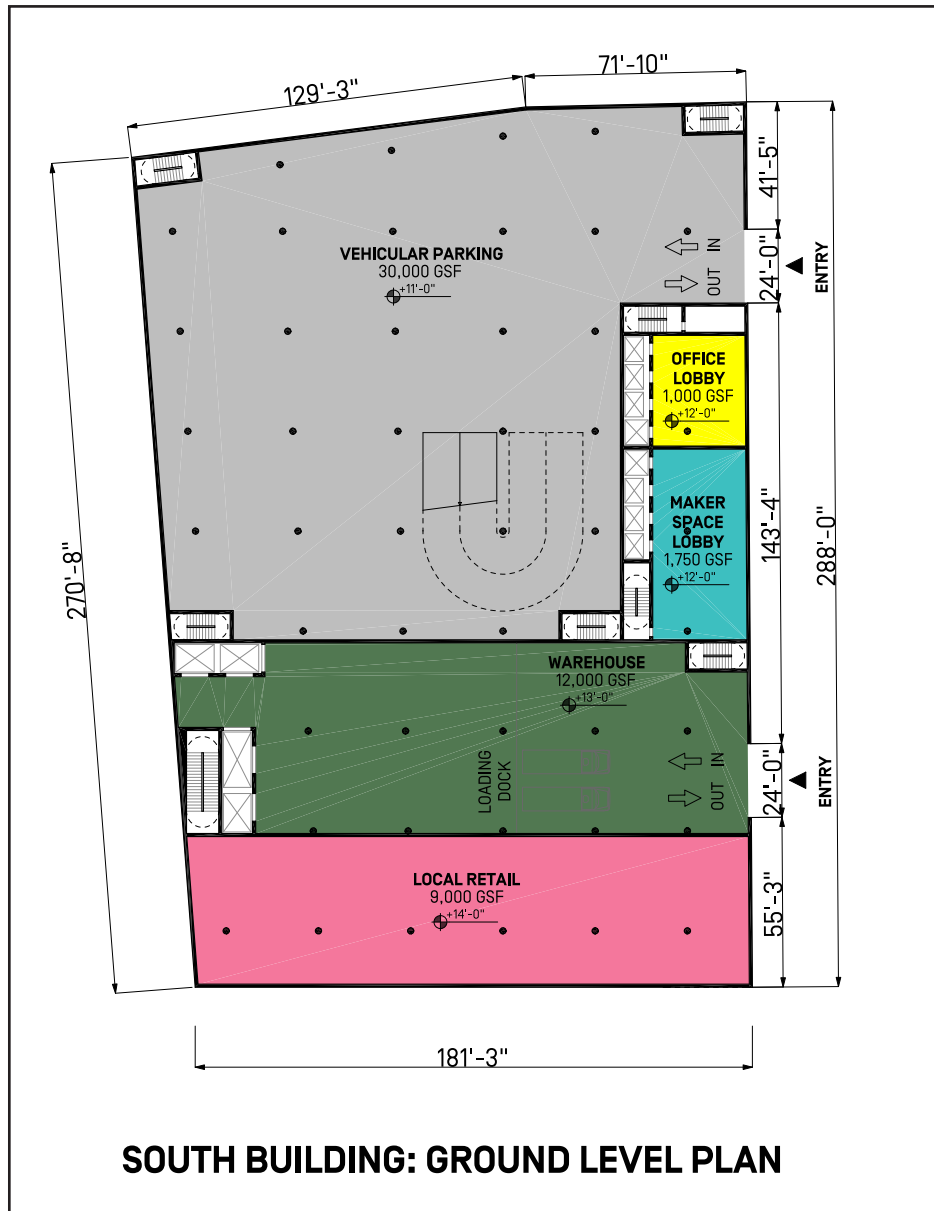 71'-10"
129'-3"
41'-5"
VEHICULAR PARKING
30,000 GSF
+11'-0"
IN
OUT
24'-0"
ENTRY
OFFICE
LOBBY
1,000 GSF
+12'-0"
MAKER
SPACE
LOBBY
1,750 GSF
+12'-0"
143'-4"
288'-0"
270'-8"
WAREHOUSE
12,000 GSF
+13'-0"
LOADING
DOCK
IN
OUT
24'-0"
ENTRY
LOCAL RETAIL
9,000 GSF
+14'-0"
55'-3"
181'-3"
SOUTH BUILDING: GROUND LEVEL PLAN